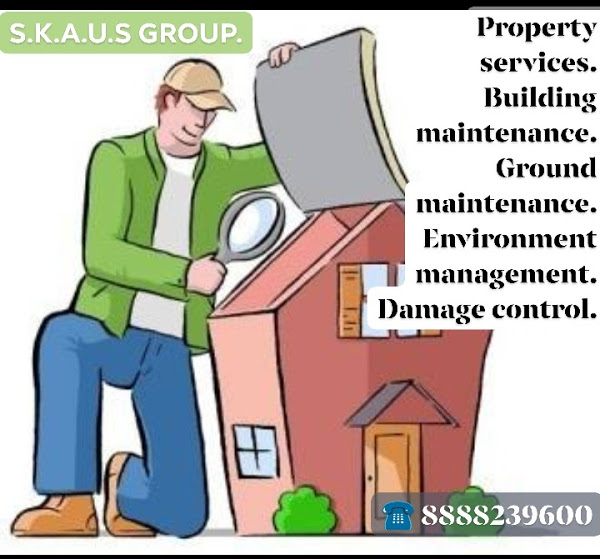 S.K.A.U.S GROUP.
Property
services.
Building
maintenance.
Ground
maintenance.
Environment
management.
Damage control.
☎ 8888239600